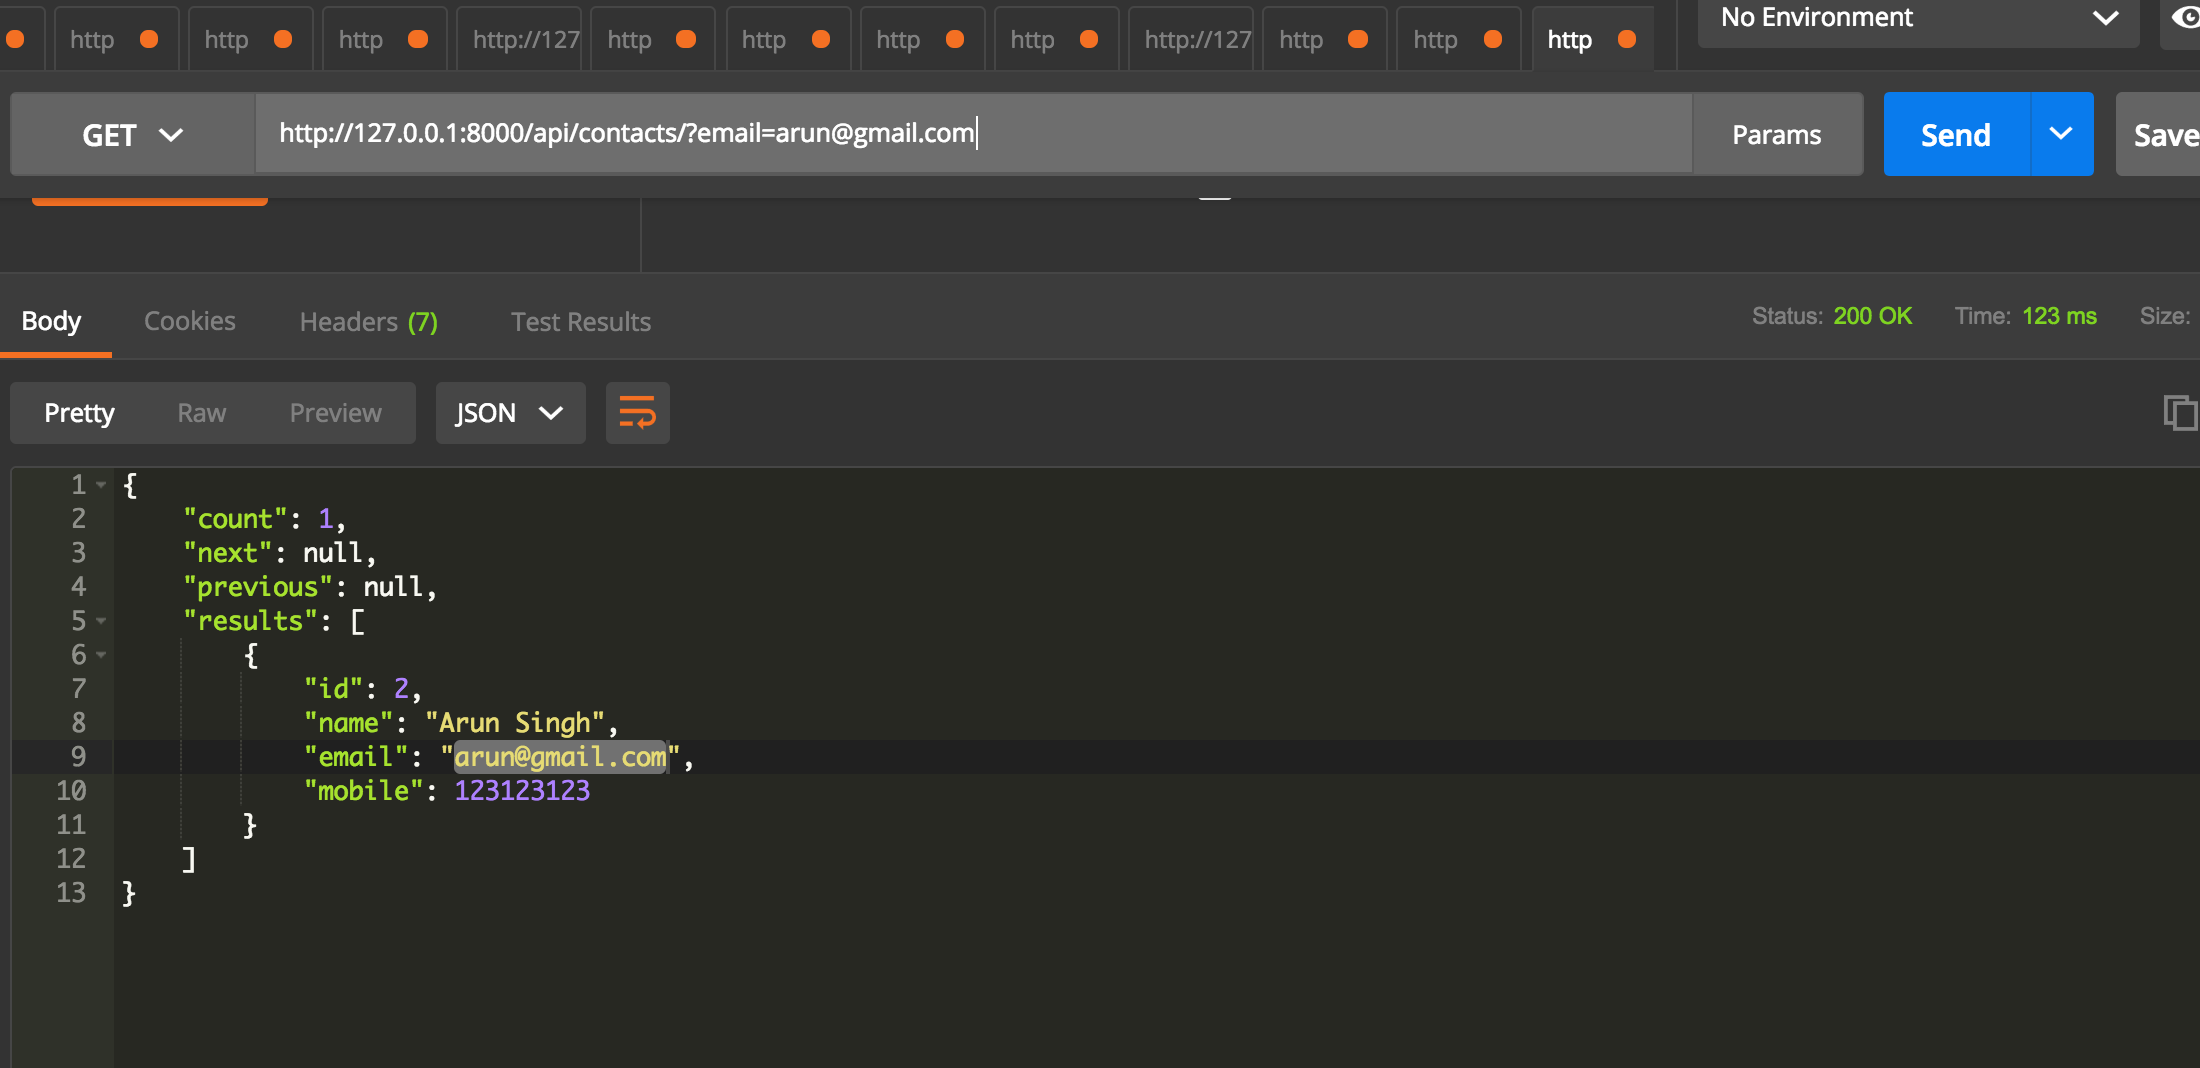 http http http http://127 http http http http http://127 http http http No Environment
GET http://127.0.0.1:8000/api/contacts/?email=arun@gmail.com Params Send Save
Body Cookies Headers (7) Test Results Status: 200 OK Time: 123 ms Size:
Pretty Raw Preview JSON
1 {
2 "count": 1,
3 "next": null,
4 "previous": null,
5 "results": [
6 {
7 "id": 2,
8 "name": "Arun Singh",
9 "email": "arun@gmail.com",
10 "mobile": 123123123
11 }
12 ]
13 }